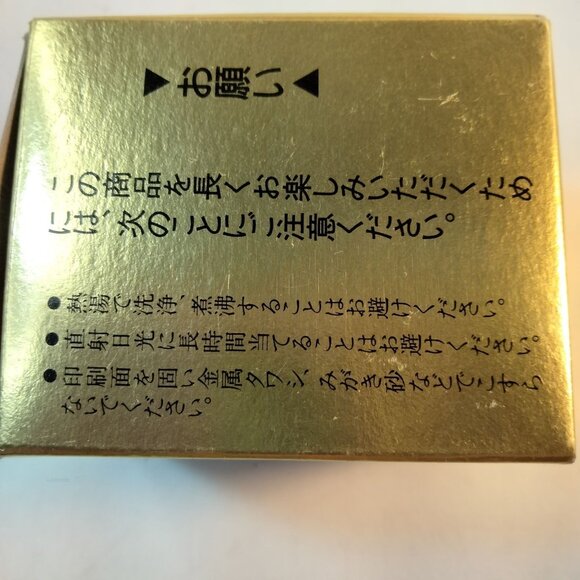 ▼お願い▲
この商品を長くお楽しみいただくため
には、次のことにご注意ください。
●熱湯で洗浄、煮沸することはお避けください。
●直射日光に長時間当てることはお避けください。
●印刷面を固い金属タワシ、みがき砂などでこすら
ないでください。